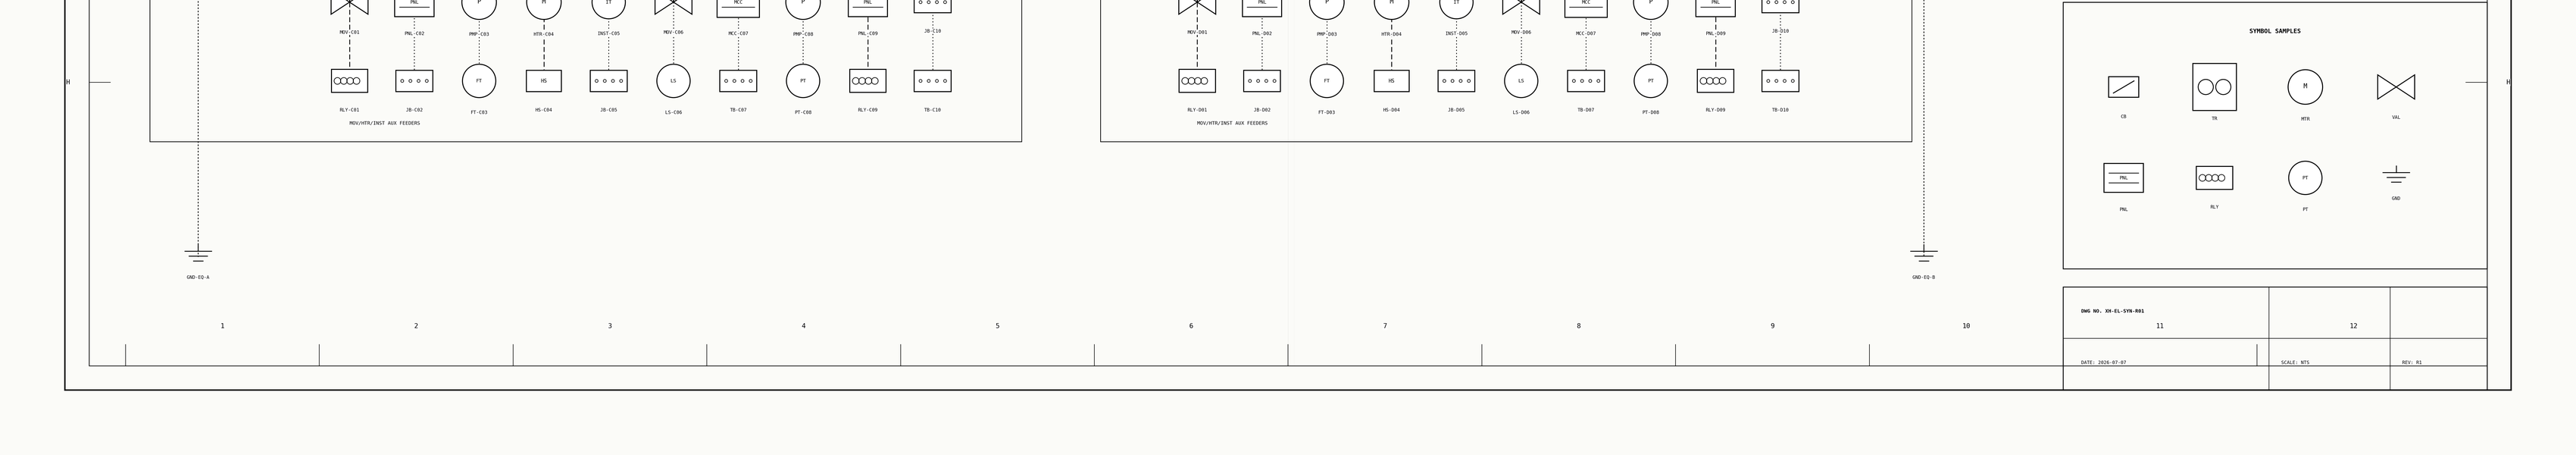 PNL P M IT MCC P PNL PNL P M IT MCC P PNL
MOV-C01 PNL-C02 PMP-C03 HTR-C04 INST-C05 MOV-C06 MCC-C07 PMP-C08 PNL-C09 JB-C10 MOV-D01 PNL-D02 PMP-D03 HTR-D04 INST-D05 MOV-D06 MCC-D07 PMP-D08 PNL-D09 JB-D10
SYMBOL SAMPLES
H FT HS LS PT FT HS LS PT M H
RLY-C01 JB-C02 FT-C03 HS-C04 JB-C05 LS-C06 TB-C07 PT-C08 RLY-C09 TB-C10 RLY-D01 JB-D02 FT-D03 HS-D04 JB-D05 LS-D06 TB-D07 PT-D08 RLY-D09 TB-D10
CB TR MTR VAL
MOV/HTR/INST AUX FEEDERS MOV/HTR/INST AUX FEEDERS
PNL PT
PNL RLY PT GND
GND-EQ-A GND-EQ-B
DWG NO. XH-EL-SYN-R01
1 2 3 4 5 6 7 8 9 10 11 12
DATE: 2026-07-07 SCALE: NTS REV: R1